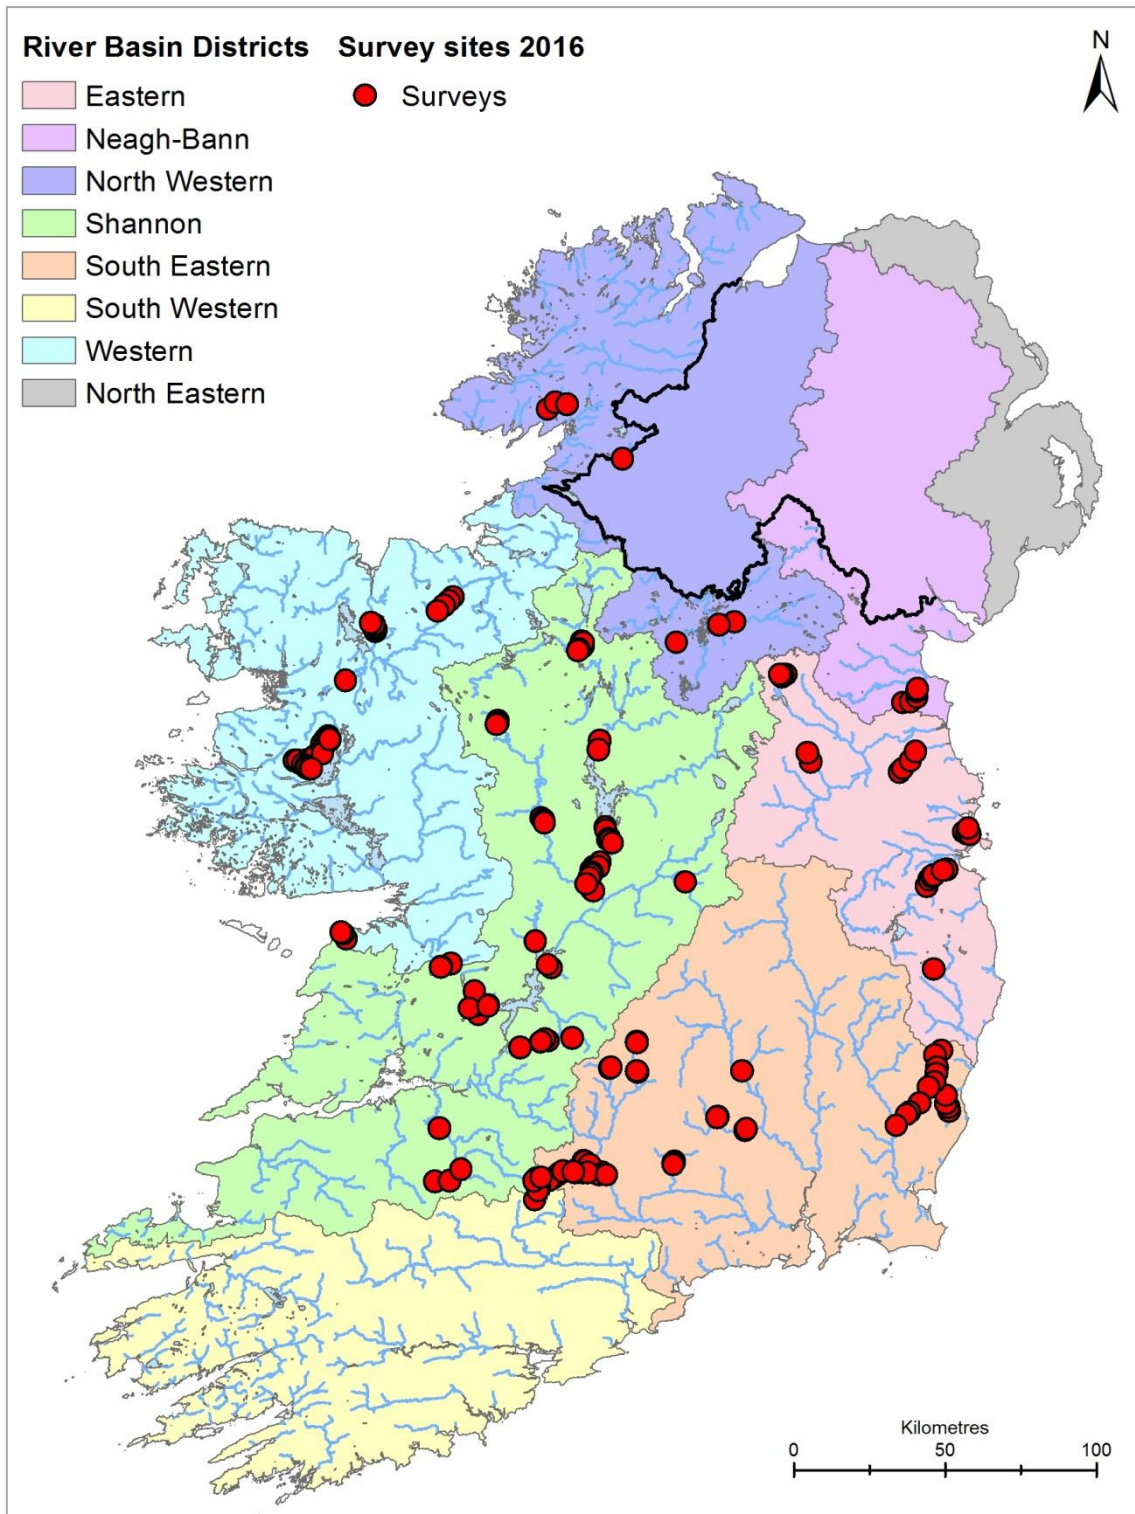 River Basin Districts
Eastern
Neagh-Bann
North Western
Shannon
South Eastern
South Western
Western
North Eastern
Survey sites 2016
Surveys
N
Kilometres
0 50 100